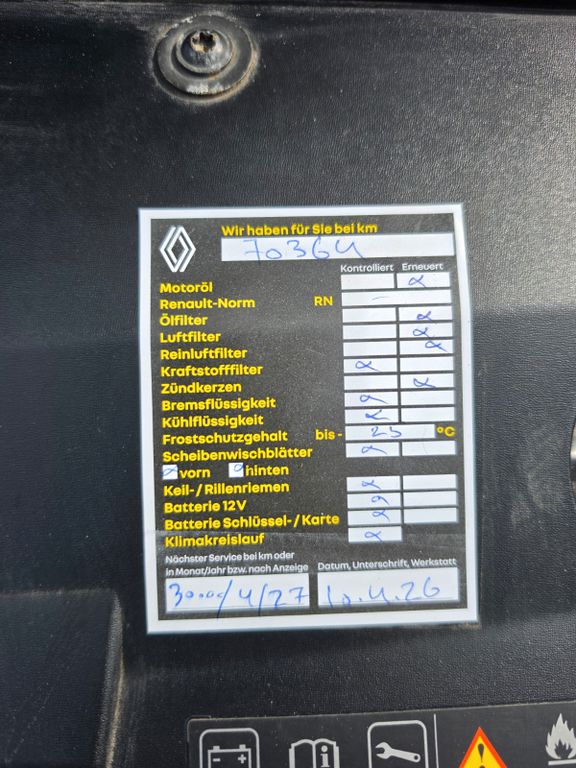 Wir haben für Sie bei km
70364
Kontrolliert Erneuert
Motoröl
Renault-Norm RN
Ölfilter
Luftfilter
Reinluftfilter
Kraftstofffilter
Zündkerzen
Bremsflüssigkeit
Kühlflüssigkeit
Frostschutzgehalt bis - 25 °C
Scheibenwischblätter
vorn hinten
Keil-/ Rillenriemen
Batterie 12V
Batterie Schlüssel-/ Karte
Klimakreislauf
Nächster Service bei km oder
in Monat/Jahr bzw. nach Anzeige Datum, Unterschrift, Werkstatt
30000/4/27 10.4.26